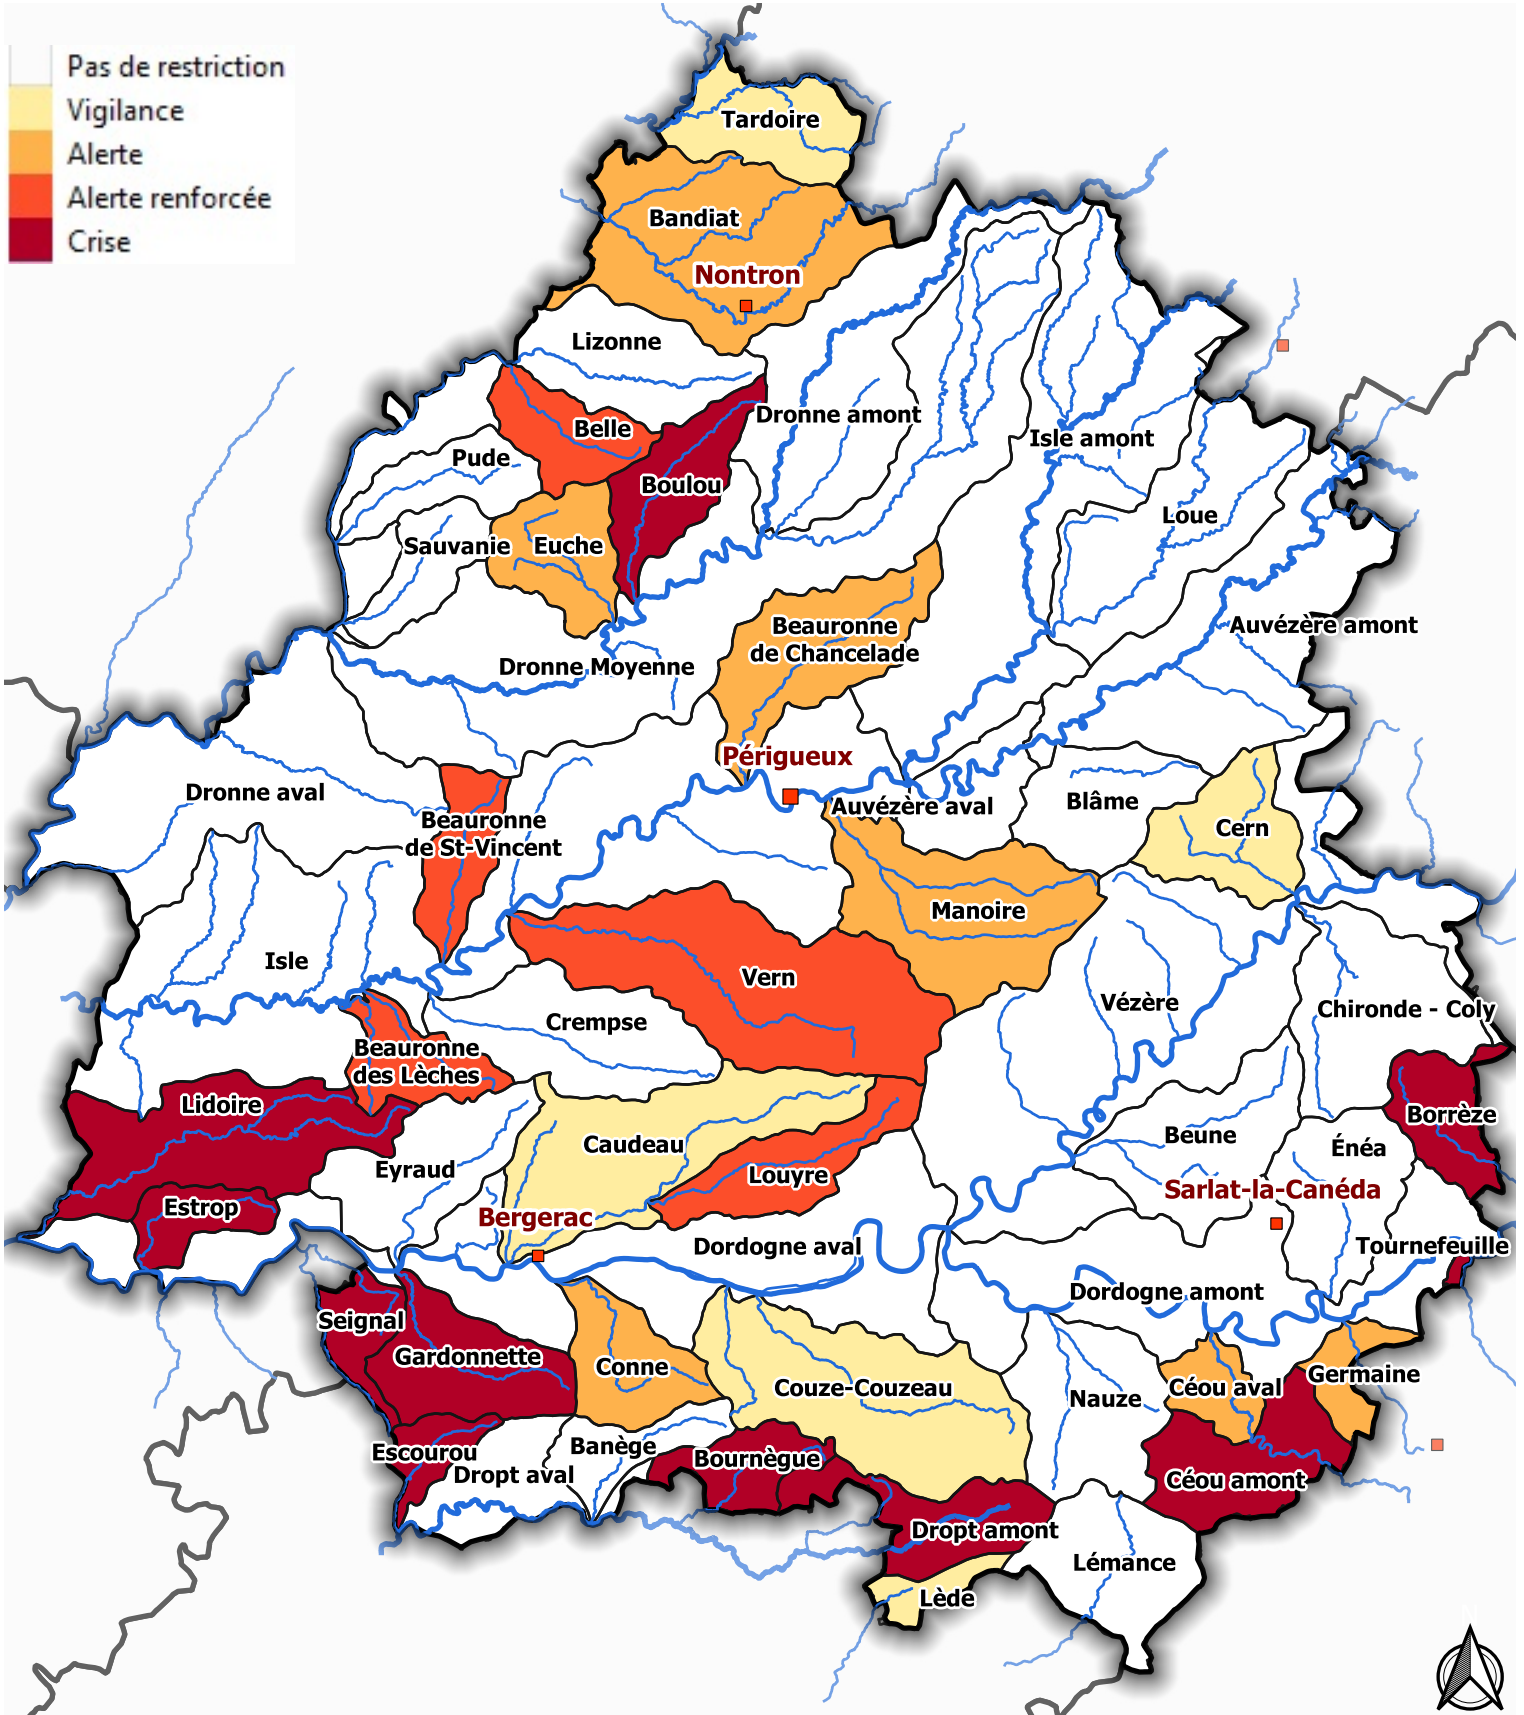 Pas de restriction
Vigilance
Alerte
Alerte renforcée
Crise
Tardoire
Bandiat
Nontron
Lizonne
Dronne amont
Belle
Isle amont
Pude
Boulou
Loue
Sauvanie
Euche
Auvézère amont
Beauronne
de Chancelade
Dronne Moyenne
Périgueux
Dronne aval
Auvézère aval
Blâme
Beauronne
de St-Vincent
Cern
Manoire
Isle
Vern
Vézère
Chironde - Coly
Crempse
Beauronne
des Lèches
Lidoire
Borrèze
Caudeau
Beune
Énéa
Eyraud
Louyre
Sarlat-la-Canéda
Estrop
Bergerac
Dordogne aval
Tournefeuille
Dordogne amont
Seignal
Gardonnette
Conne
Couze-Couzeau
Nauze
Céou aval
Germaine
Escourou
Banège
Dropt aval
Bournègue
Céou amont
Dropt amont
Lémance
Lède
N